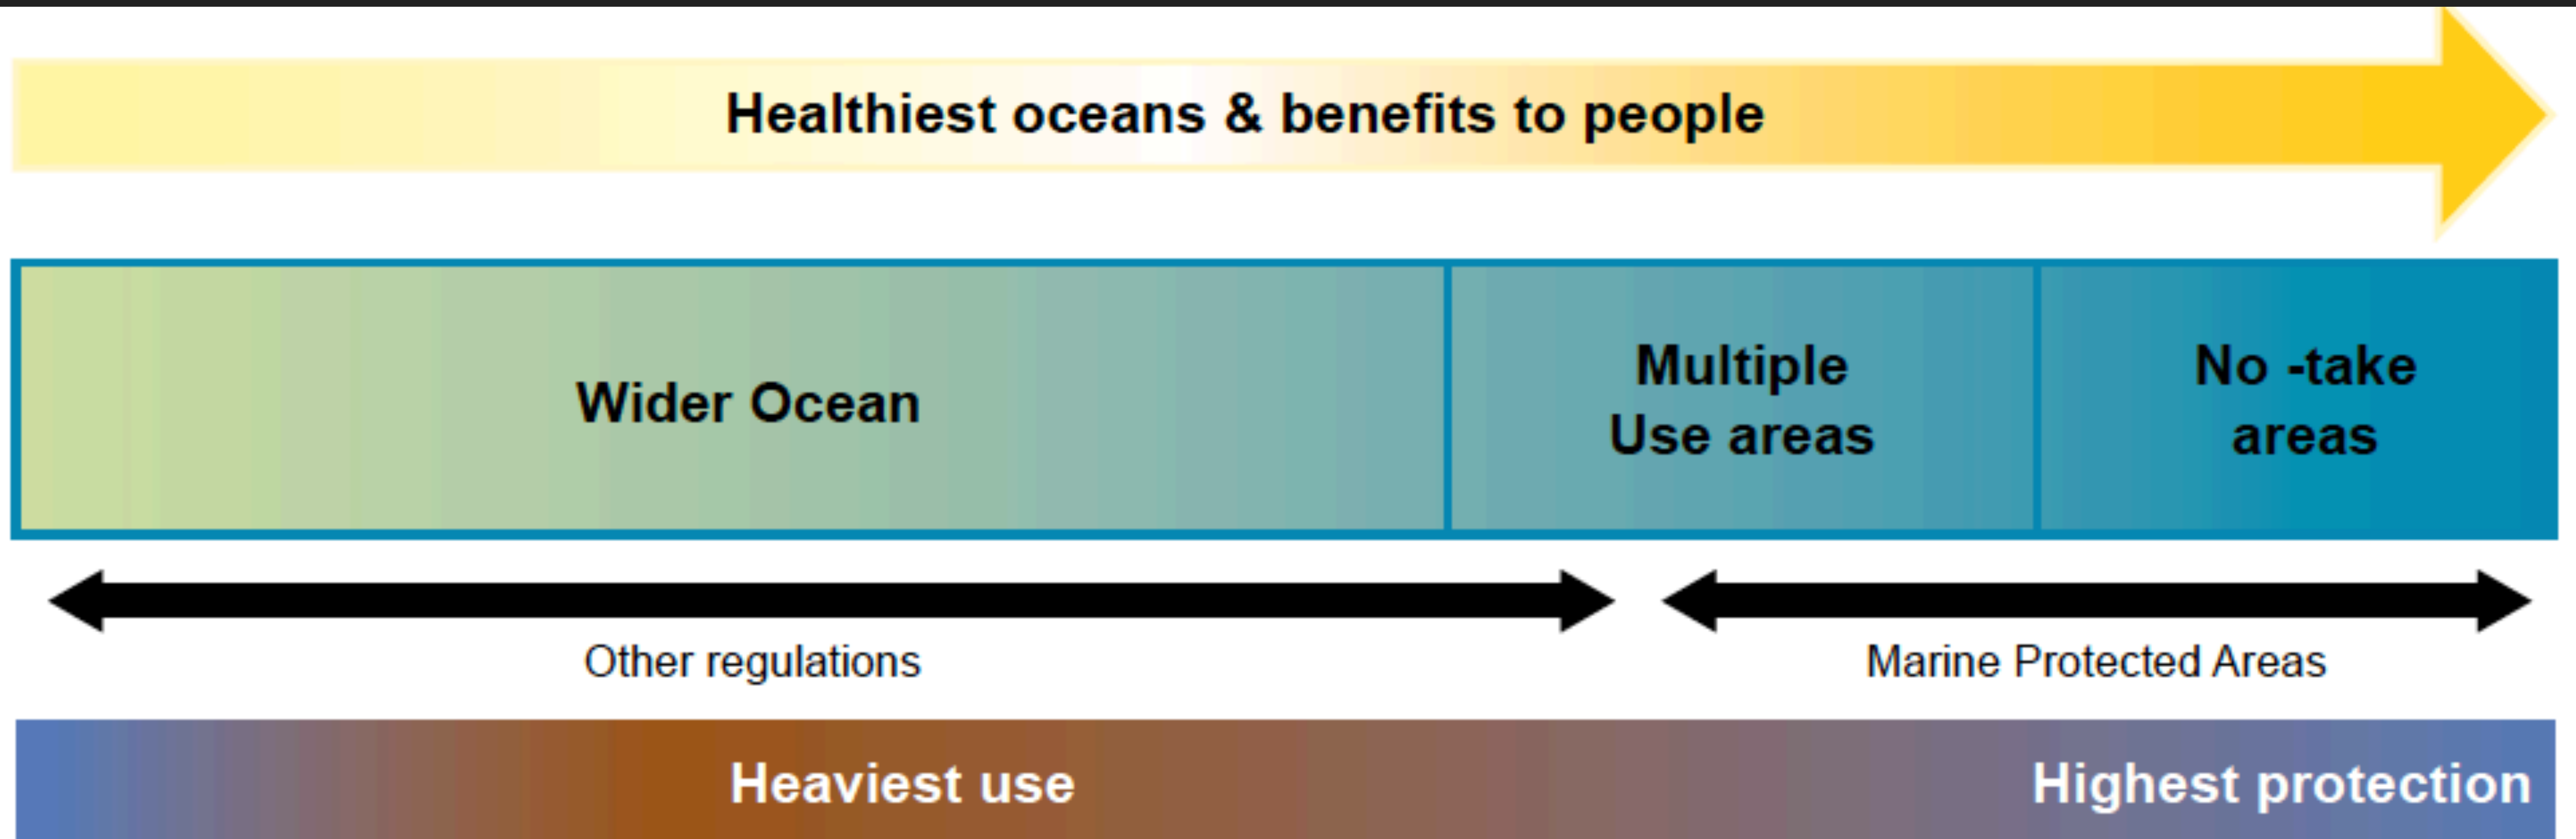 Healthiest oceans & benefits to people
Wider Ocean
Multiple
Use areas
No -take
areas
Other regulations
Marine Protected Areas
Heaviest use
Highest protection